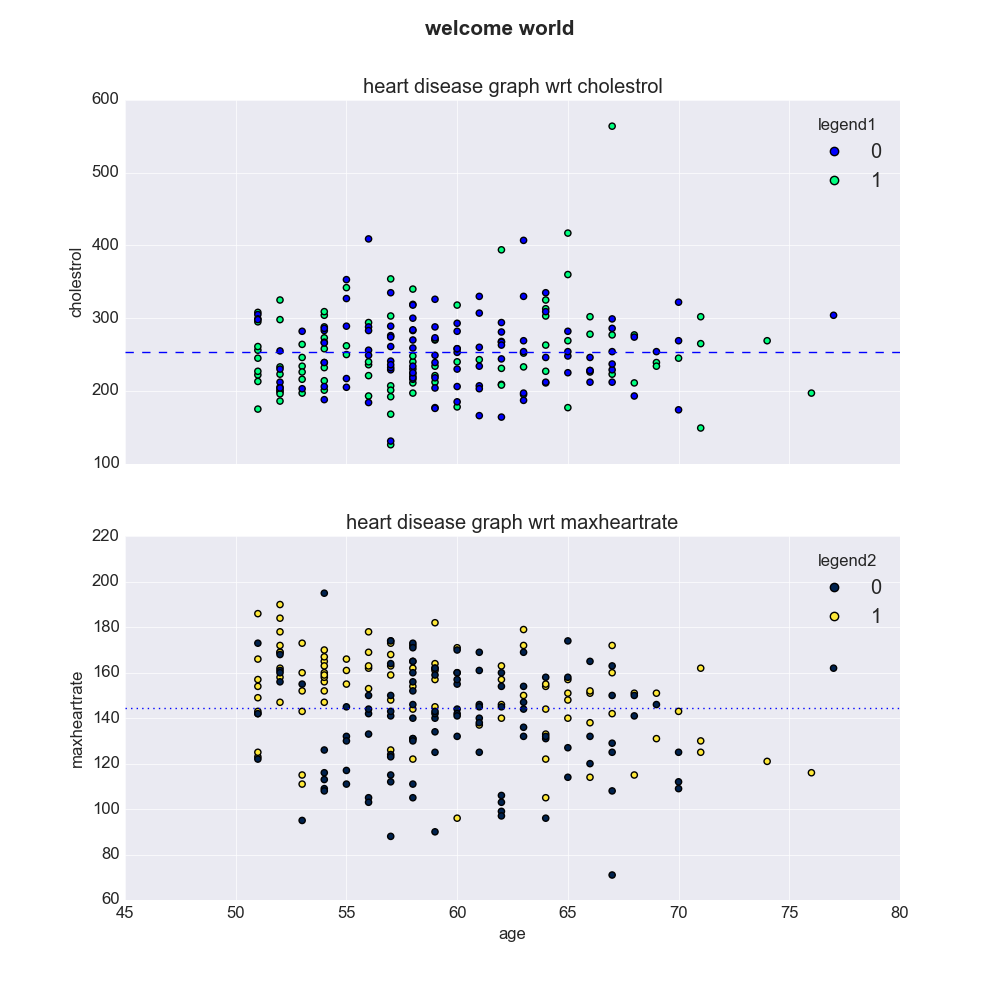 welcome world
heart disease graph wrt cholestrol
600
500
400
300
200
100
cholestrol
legend1
0
1
heart disease graph wrt maxheartrate
220
200
180
160
140
120
100
80
60
maxheartrate
legend2
0
1
45 50 55 60 65 70 75 80
age